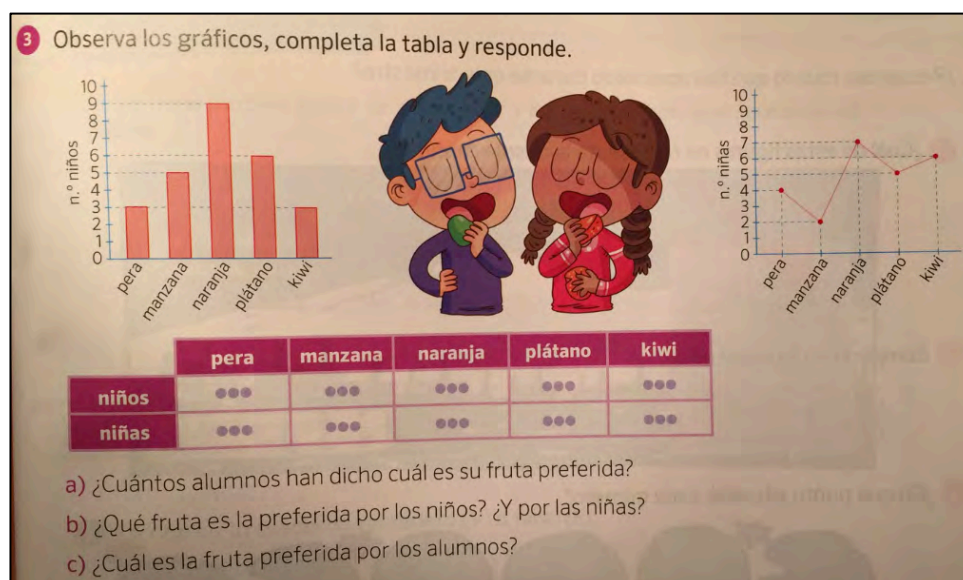 3 Observa los gráficos, completa la tabla y responde.
10
9
8
7
6
5
4
3
2
1
0
n.º niños
pera
manzana
naranja
plátano
kiwi
10
9
8
7
6
5
4
3
2
1
0
n.º niñas
pera
manzana
naranja
plátano
kiwi
pera manzana naranja plátano kiwi
niños
niñas
a) ¿Cuántos alumnos han dicho cuál es su fruta preferida?
b) ¿Qué fruta es la preferida por los niños? ¿Y por las niñas?
c) ¿Cuál es la fruta preferida por los alumnos?